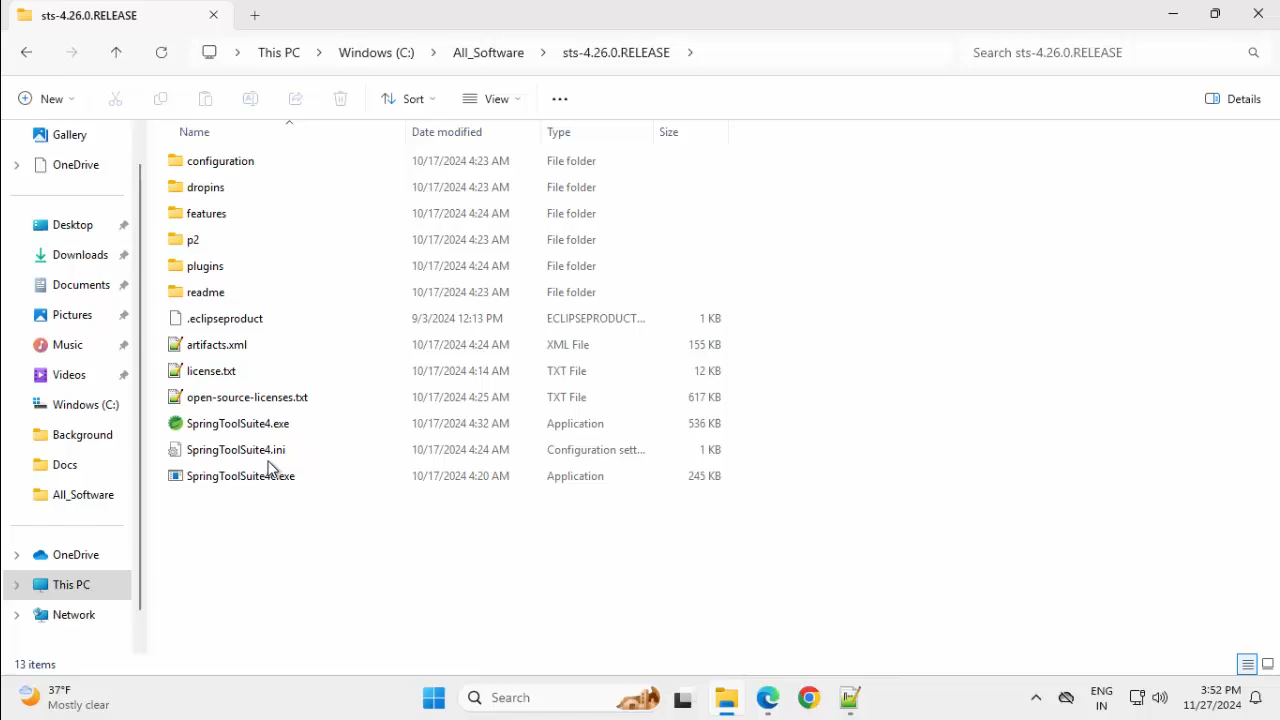 sts-4.26.0.RELEASE
This PC Windows (C:) All_Software sts-4.26.0.RELEASE
Search sts-4.26.0.RELEASE
New Sort View Details
Name Date modified Type Size
Gallery
OneDrive
Desktop
Downloads
Documents
Pictures
Music
Videos
Windows (C:)
Background
Docs
All_Software
OneDrive
This PC
Network
configuration 10/17/2024 4:23 AM File folder
dropins 10/17/2024 4:23 AM File folder
features 10/17/2024 4:24 AM File folder
p2 10/17/2024 4:23 AM File folder
plugins 10/17/2024 4:24 AM File folder
readme 10/17/2024 4:23 AM File folder
.eclipseproduct 9/3/2024 12:13 PM ECLIPSEPRODUCT... 1 KB
artifacts.xml 10/17/2024 4:24 AM XML File 155 KB
license.txt 10/17/2024 4:14 AM TXT File 12 KB
open-source-licenses.txt 10/17/2024 4:25 AM TXT File 617 KB
SpringToolSuite4.exe 10/17/2024 4:32 AM Application 536 KB
SpringToolSuite4.ini 10/17/2024 4:24 AM Configuration sett... 1 KB
10/17/2024 4:20 AM Application 245 KB
13 items
37°F
Mostly clear
Search
ENG
IN
3:52 PM
11/27/2024